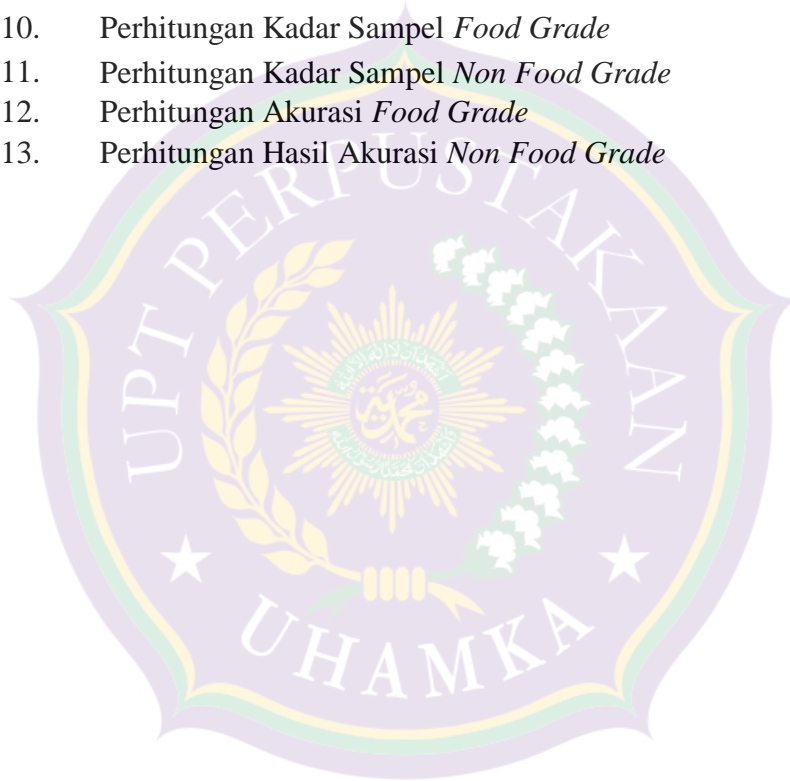 10. Perhitungan Kadar Sampel Food Grade
11. Perhitungan Kadar Sampel Non Food Grade
12. Perhitungan Akurasi Food Grade
13. Perhitungan Hasil Akurasi Non Food Grade
UPT PERPUSTAKAAN
UHAMKA